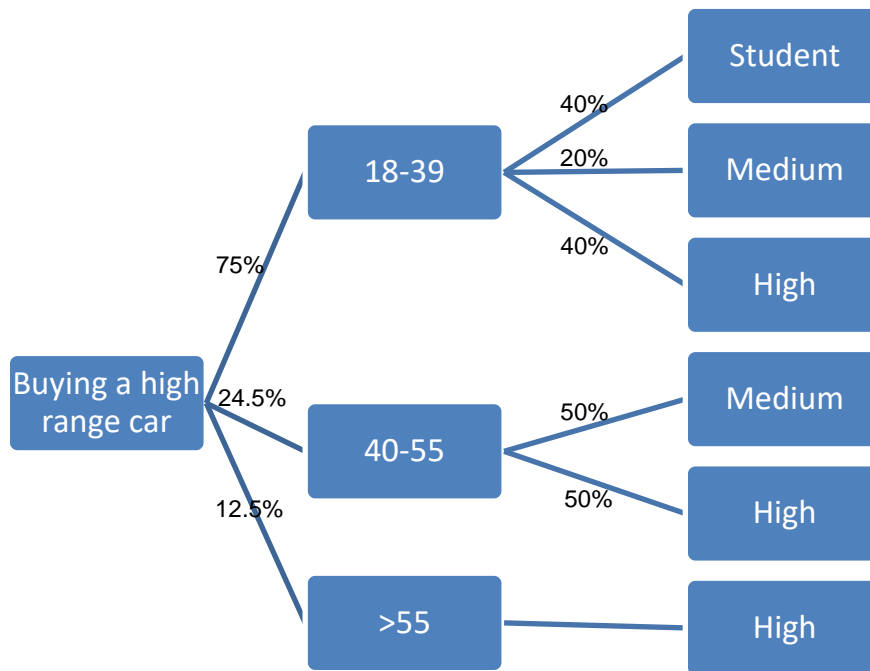 Student
40%
18-39
20%
Medium
40%
75%
High
Buying a high
range car
24.5%
Medium
50%
40-55
50%
High
12.5%
>55
High